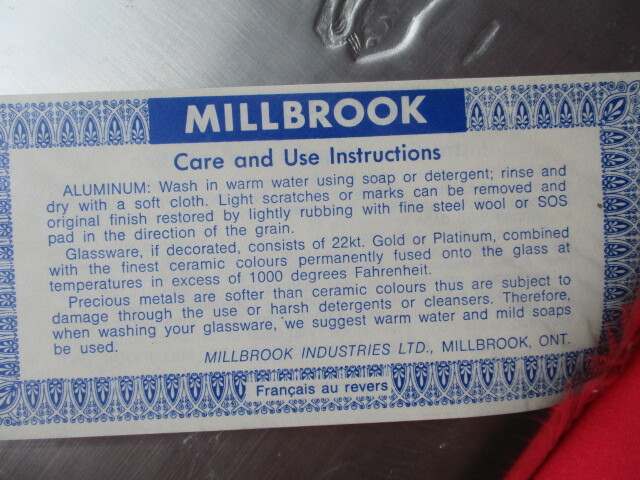 MILLBROOK
Care and Use Instructions
ALUMINUM: Wash in warm water using soap or detergent; rinse and
dry with a soft cloth. Light scratches or marks can be removed and
original finish restored by lightly rubbing with fine steel wool or SOS
pad in the direction of the grain.
Glassware, if decorated, consists of 22kt. Gold or Platinum, combined
with the finest ceramic colours permanently fused onto the glass at
temperatures in excess of 1000 degrees Fahrenheit.
Precious metals are softer than ceramic colours thus are subject to
damage through the use or harsh detergents or cleansers. Therefore,
when washing your glassware, we suggest warm water and mild soaps
be used.
MILLBROOK INDUSTRIES LTD., MILLBROOK, ONT.
Français au revers